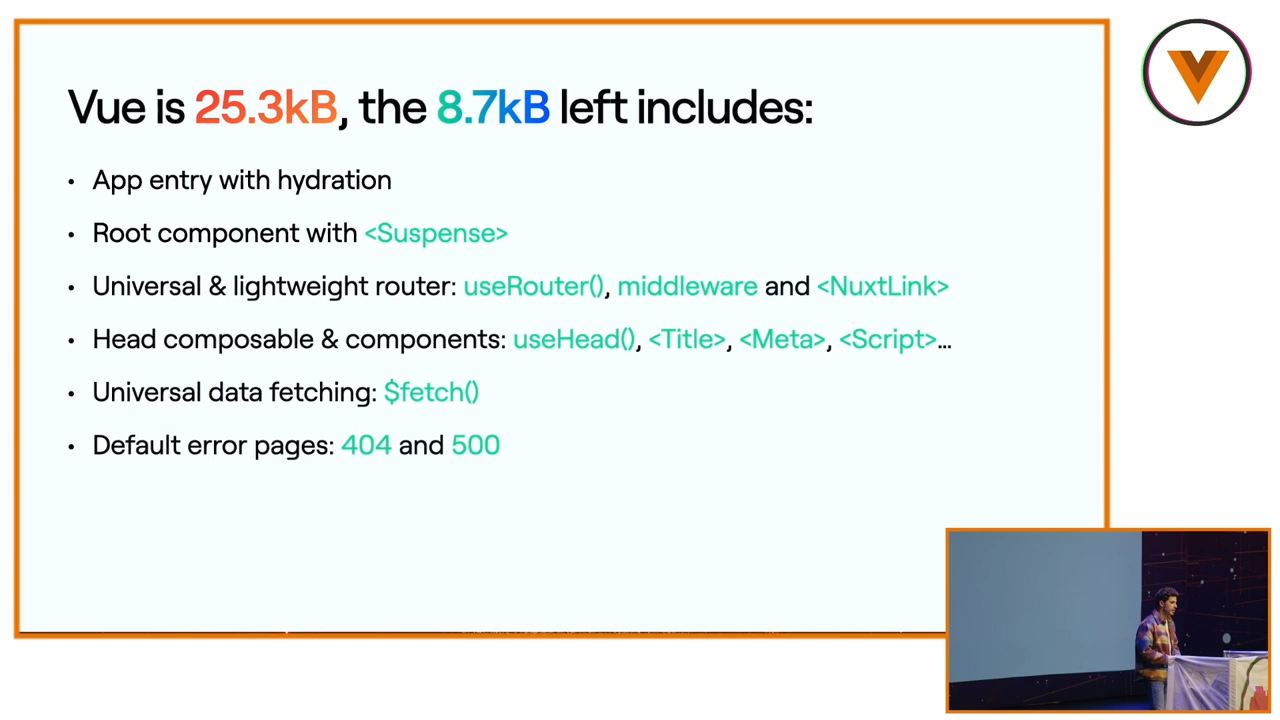 Vue is 25.3kB, the 8.7kB left includes:
• App entry with hydration
• Root component with <Suspense>
• Universal & lightweight router: useRouter(), middleware and <NuxtLink>
• Head composable & components: useHead(), <Title>, <Meta>, <Script>…
• Universal data fetching: $fetch()
• Default error pages: 404 and 500